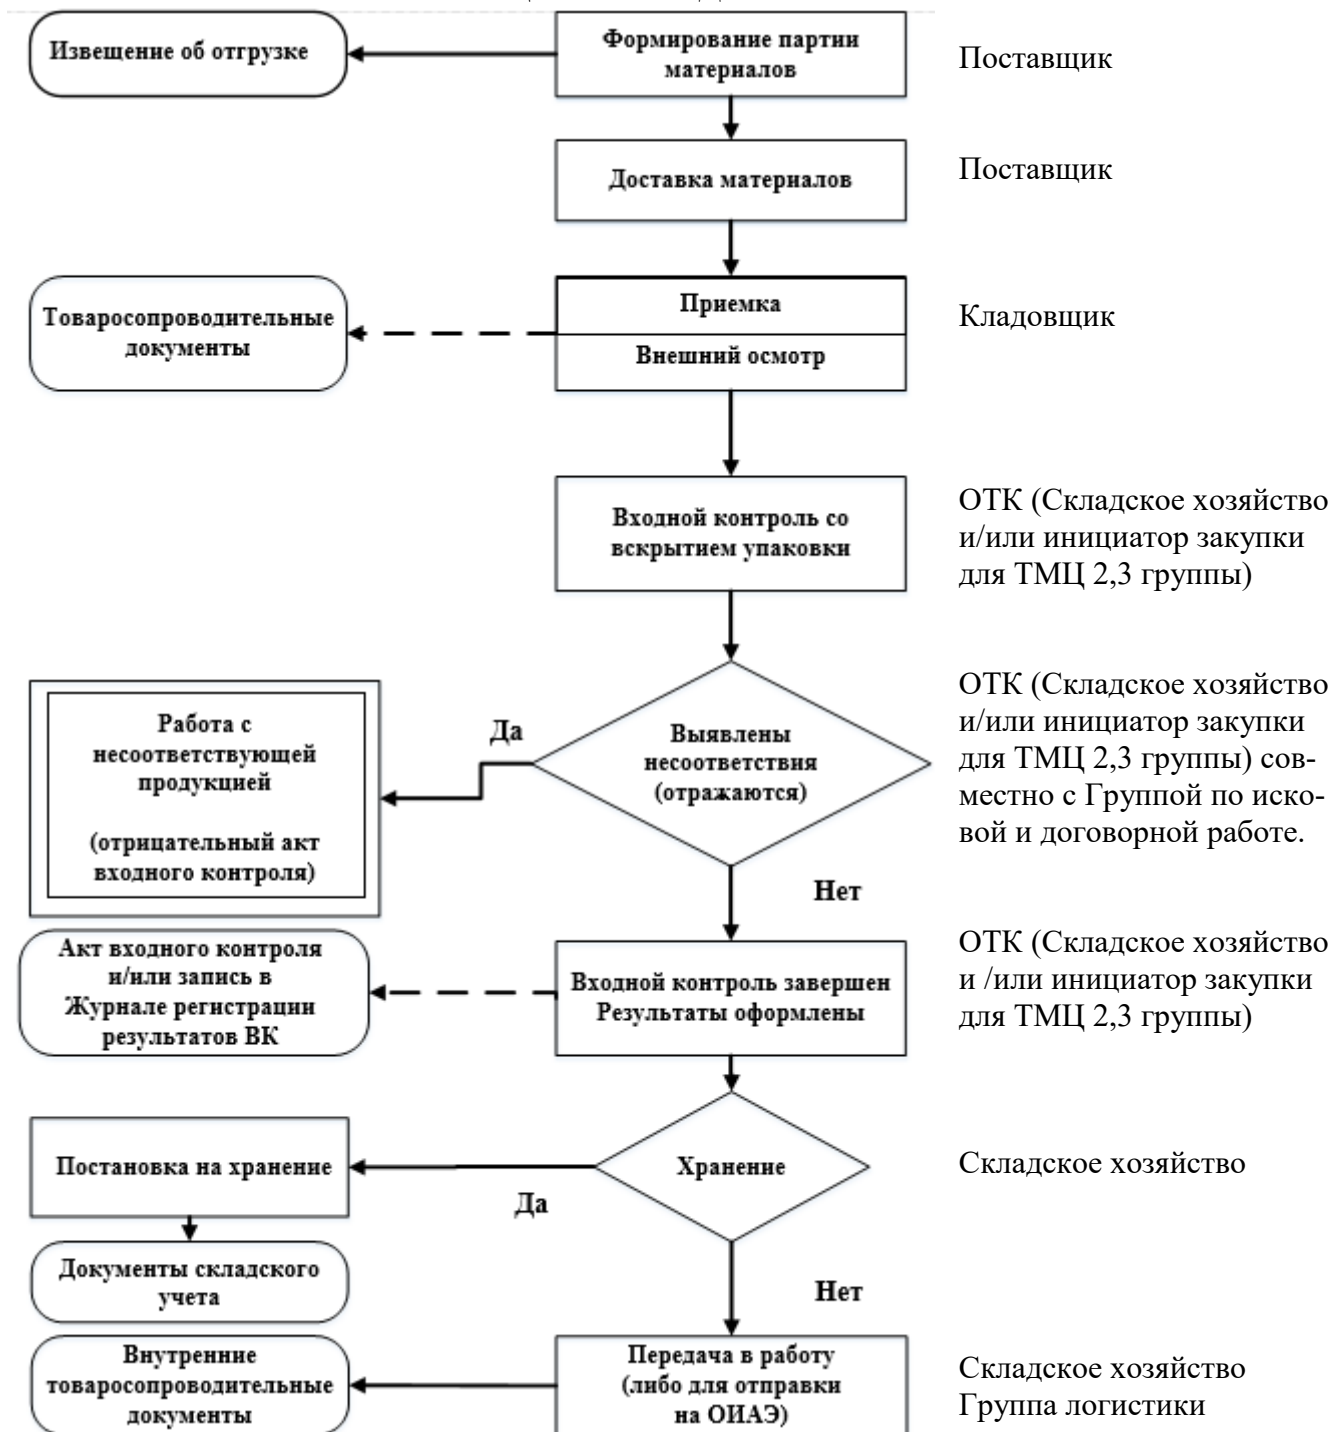 Извещение об отгрузке
Формирование партии
материалов
Поставщик
Доставка материалов
Поставщик
Товаросопроводительные
документы
Приемка
Внешний осмотр
Кладовщик
Входной контроль со
вскрытием упаковки
ОТК (Складское хозяйство
и/или инициатор закупки
для ТМЦ 2,3 группы)
Работа с
несоответствующей
продукцией
(отрицательный акт
входного контроля)
Да
Выявлены
несоответствия
(отражаются)
Нет
ОТК (Складское хозяйство
и/или инициатор закупки
для ТМЦ 2,3 группы) сов-
местно с Группой по иско-
вой и договорной работе.
Акт входного контроля
и/или запись в
Журнале регистрации
результатов ВК
Входной контроль завершен
Результаты оформлены
ОТК (Складское хозяйство
и /или инициатор закупки
для ТМЦ 2,3 группы)
Постановка на хранение
Да
Хранение
Нет
Складское хозяйство
Документы складского
учета
Внутренние
товаросопроводительные
документы
Передача в работу
(либо для отправки
на ОИАЭ)
Складское хозяйство
Группа логистики